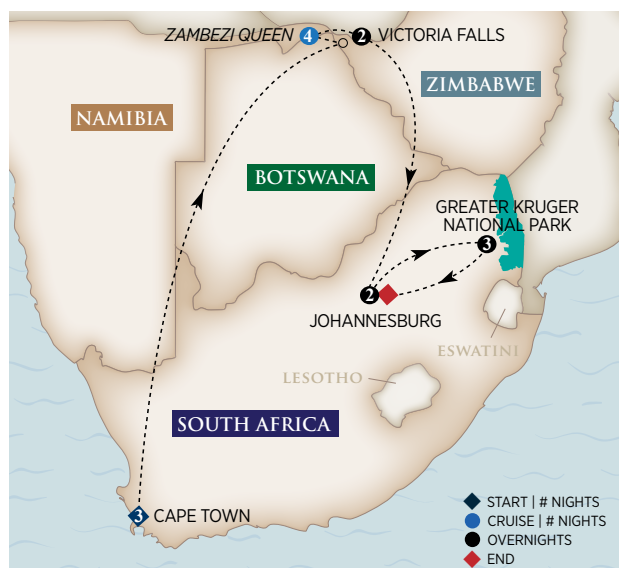 ZAMBEZI QUEEN 4 2 VICTORIA FALLS
ZIMBABWE
NAMIBIA
BOTSWANA
GREATER KRUGER
NATIONAL PARK
3
2
JOHANNESBURG
ESWATINI
LESOTHO
SOUTH AFRICA
3 CAPE TOWN
START | # NIGHTS
CRUISE | # NIGHTS
OVERNIGHTS
END